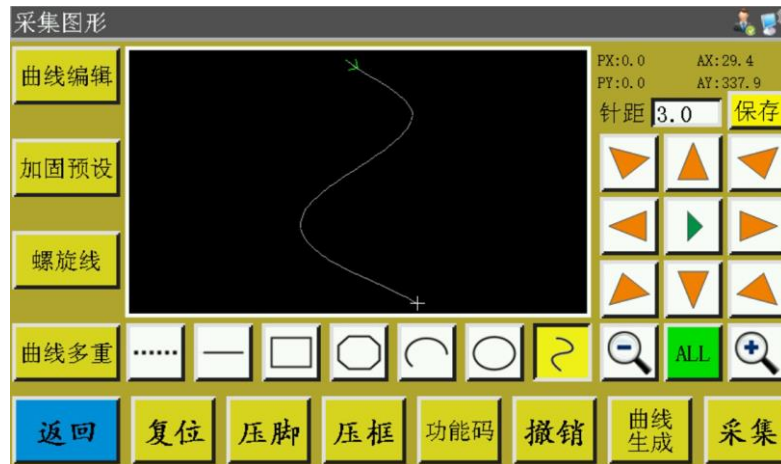 采集图形
曲线编辑
PX:0.0 AX:29.4
PY:0.0 AY:337.9
针距 3.0 保存
加固预设
螺旋线
曲线多重
ALL
返回 复位 压脚 压框 功能码 撤销 曲线生成 采集